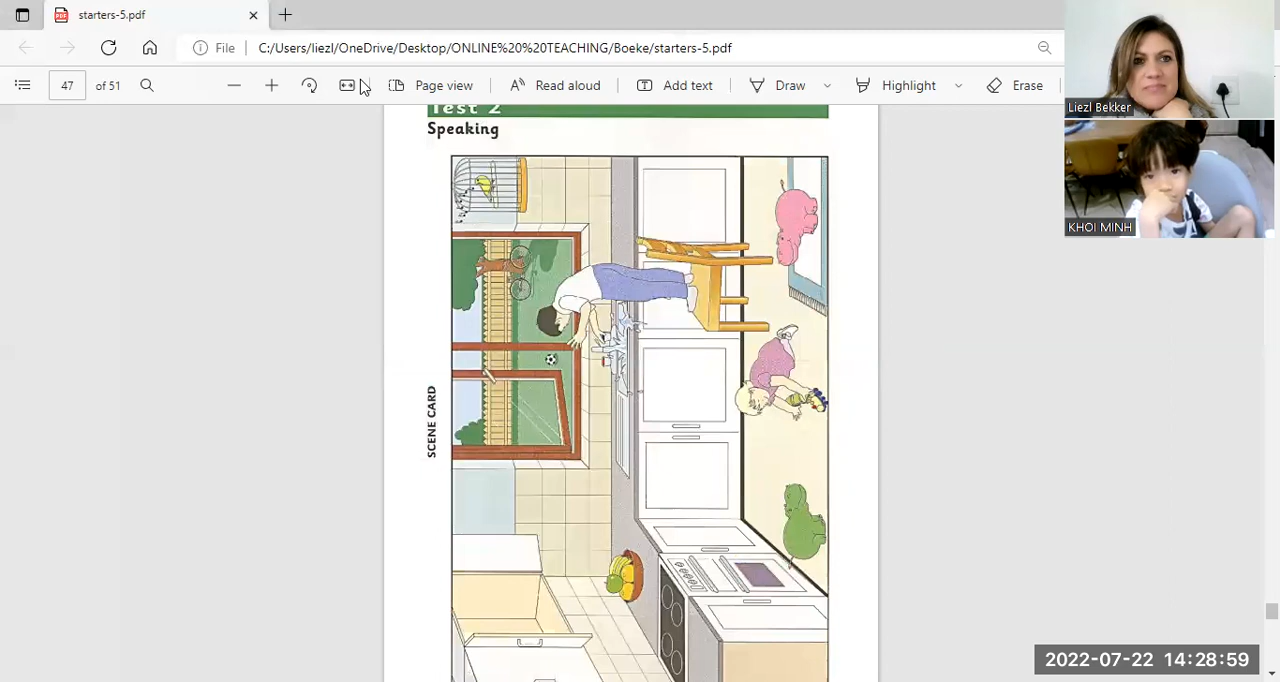 starters-5.pdf
File
C:/Users/liezl/OneDrive/Desktop/ONLINE%20%20TEACHING/Boeke/starters-5.pdf
47 of 51
Page view
Read aloud
Add text
Draw
Highlight
Erase
Test 2
Speaking
SCENE CARD
Liezl Bekker
KHOI MINH
2022-07-22 14:28:59